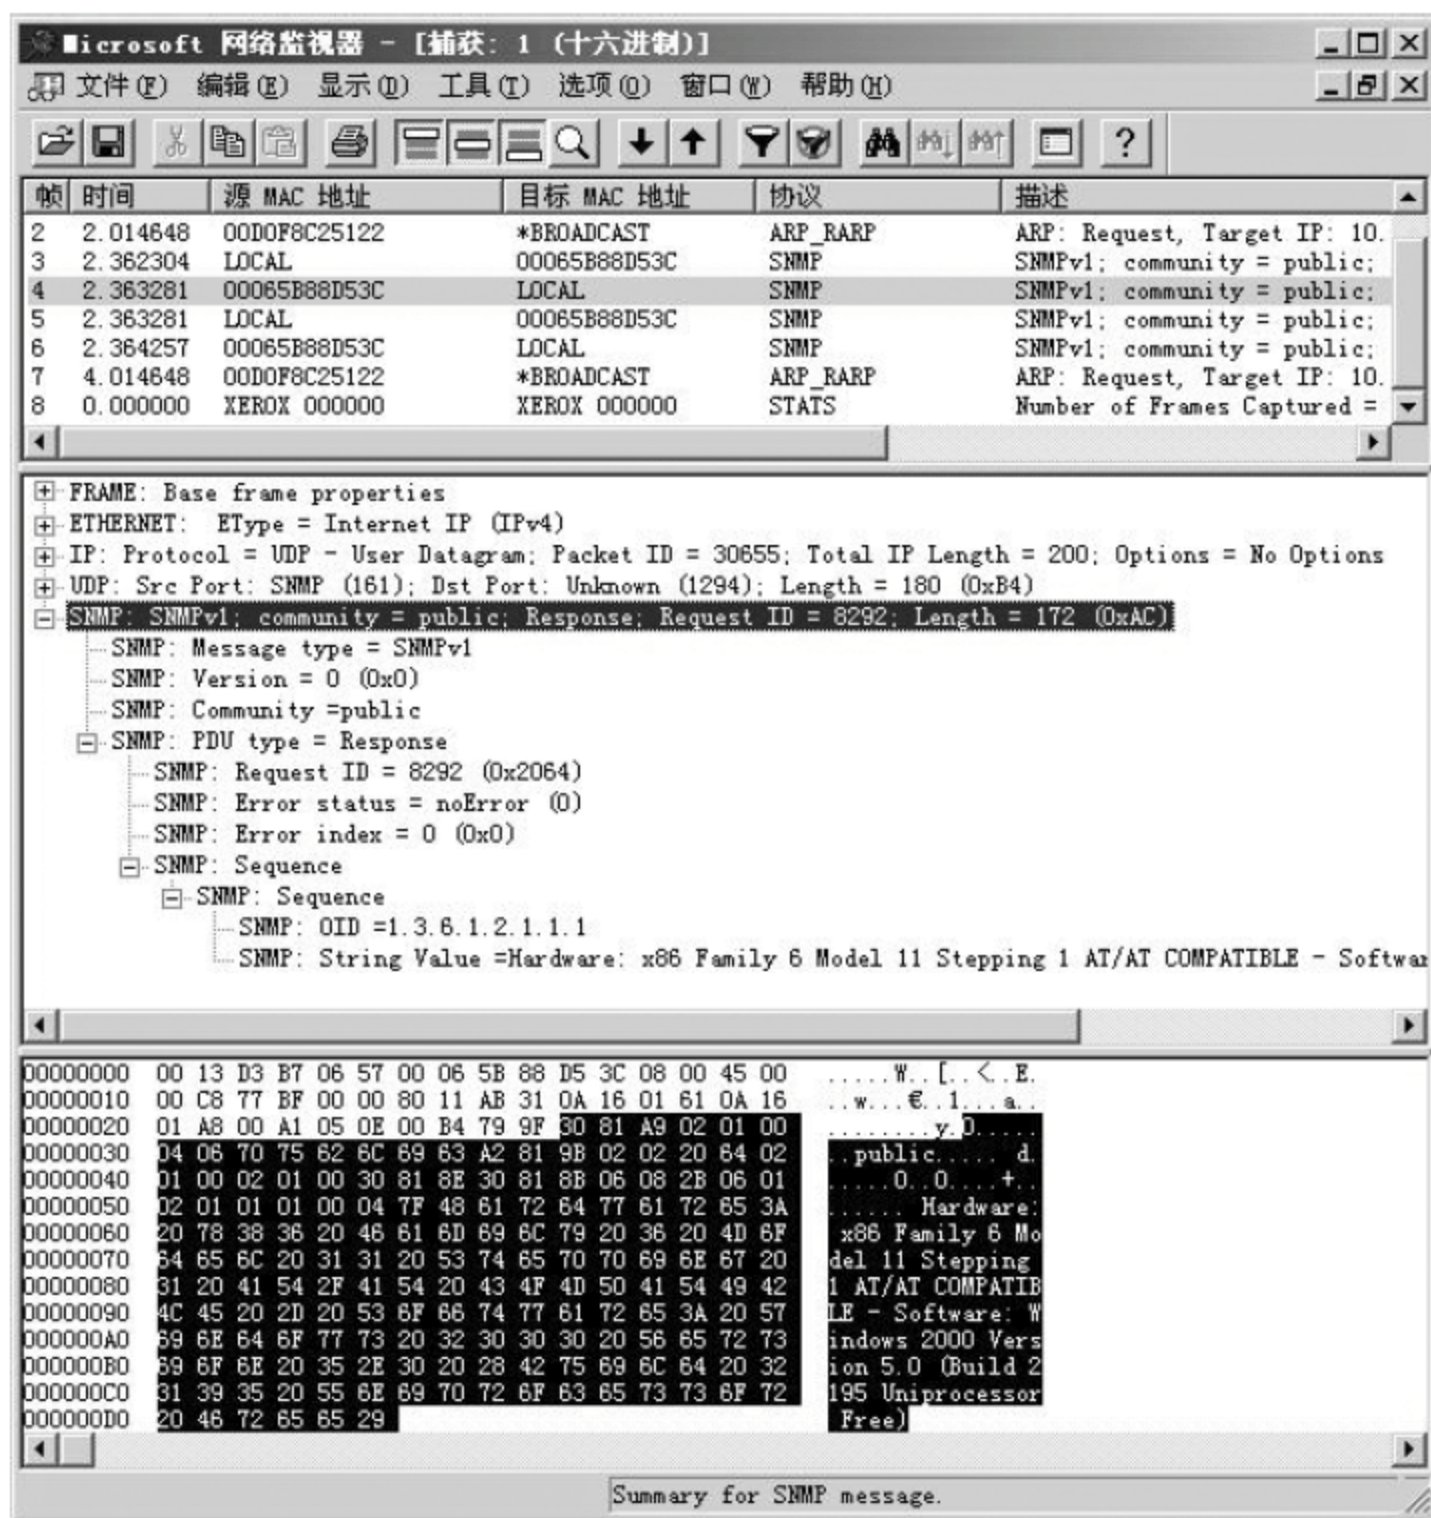 Microsoft 网络监视器 - [捕获: 1 (十六进制)]
文件(F) 编辑(E) 显示(D) 工具(T) 选项(O) 窗口(W) 帮助(H)
帧 时间 源 MAC 地址 目标 MAC 地址 协议 描述
2 2.014648 00D0F8C25122 *BROADCAST ARP_RARP ARP: Request, Target IP: 10.
3 2.362304 LOCAL 00065B88D53C SNMP SNMPv1; community = public;
4 2.363281 00065B88D53C LOCAL SNMP SNMPv1; community = public;
5 2.363281 LOCAL 00065B88D53C SNMP SNMPv1; community = public;
6 2.364257 00065B88D53C LOCAL SNMP SNMPv1; community = public;
7 4.014648 00D0F8C25122 *BROADCAST ARP_RARP ARP: Request, Target IP: 10.
8 0.000000 XEROX 000000 XEROX 000000 STATS Number of Frames Captured =
FRAME: Base frame properties
ETHERNET: EType = Internet IP (IPv4)
IP: Protocol = UDP - User Datagram; Packet ID = 30655; Total IP Length = 200; Options = No Options
UDP: Src Port: SNMP (161); Dst Port: Unknown (1294); Length = 180 (0xB4)
SNMP: SNMPv1; community = public; Response; Request ID = 8292; Length = 172 (0xAC)
SNMP: Message type = SNMPv1
SNMP: Version = 0 (0x0)
SNMP: Community =public
SNMP: PDU type = Response
SNMP: Request ID = 8292 (0x2064)
SNMP: Error status = noError (0)
SNMP: Error index = 0 (0x0)
SNMP: Sequence
SNMP: Sequence
SNMP: OID =1.3.6.1.2.1.1.1
SNMP: String Value =Hardware: x86 Family 6 Model 11 Stepping 1 AT/AT COMPATIBLE - Softwar
00000000 00 13 D3 B7 06 57 00 06 5B 88 D5 3C 08 00 45 00 .....W..[..<..E.
00000010 00 C8 77 BF 00 00 80 11 AB 31 0A 16 01 61 0A 16 ..w...€..1...a..
00000020 01 A8 00 A1 05 0E 00 B4 79 9F 30 81 A9 02 01 00 ........y.0.....
00000030 04 06 70 75 62 6C 69 63 A2 81 9B 02 02 20 64 02 ..public..... d.
00000040 01 00 02 01 00 30 81 8E 30 81 8B 06 08 2B 06 01 .....0..0....+..
00000050 02 01 01 01 00 04 7F 48 61 72 64 77 61 72 65 3A ...... Hardware:
00000060 20 78 38 36 20 46 61 6D 69 6C 79 20 36 20 4D 6F x86 Family 6 Mo
00000070 64 65 6C 20 31 31 20 53 74 65 70 70 69 6E 67 20 del 11 Stepping
00000080 31 20 41 54 2F 41 54 20 43 4F 4D 50 41 54 49 42 1 AT/AT COMPATIB
00000090 4C 45 20 2D 20 53 6F 66 74 77 61 72 65 3A 20 57 LE - Software: W
000000A0 69 6E 64 6F 77 73 20 32 30 30 30 20 56 65 72 73 indows 2000 Vers
000000B0 69 6F 6E 20 35 2E 30 20 28 42 75 69 6C 64 20 32 ion 5.0 (Build 2
000000C0 31 39 35 20 55 6E 69 70 72 6F 63 65 73 73 6F 72 195 Uniprocessor
000000D0 20 46 72 65 65 29 Free)
Summary for SNMP message.